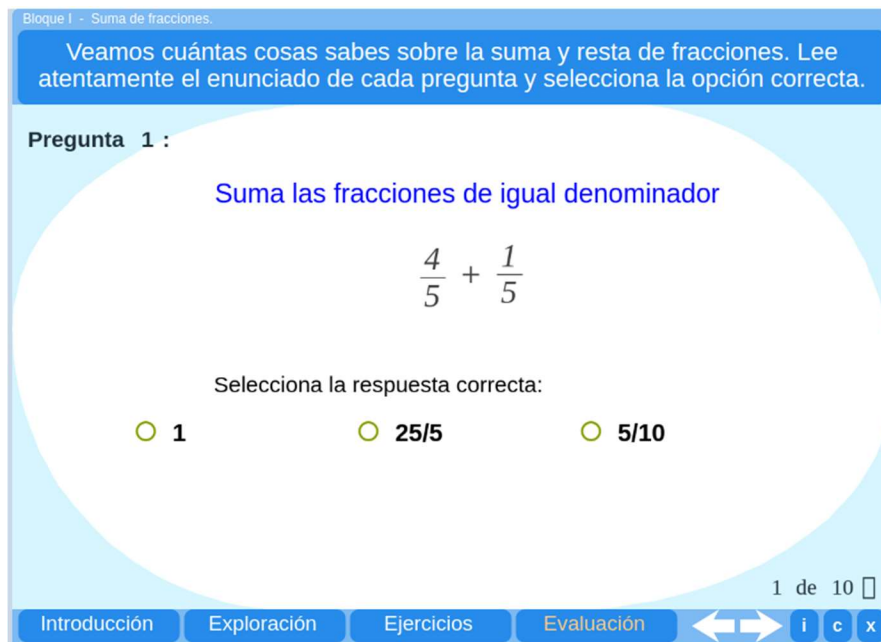 Bloque I - Suma de fracciones.
Veamos cuántas cosas sabes sobre la suma y resta de fracciones. Lee
atentamente el enunciado de cada pregunta y selecciona la opción correcta.
Pregunta 1 :
Suma las fracciones de igual denominador
4/5 + 1/5
Selecciona la respuesta correcta:
1 25/5 5/10
1 de 10
Introducción Exploración Ejercicios Evaluación i c x